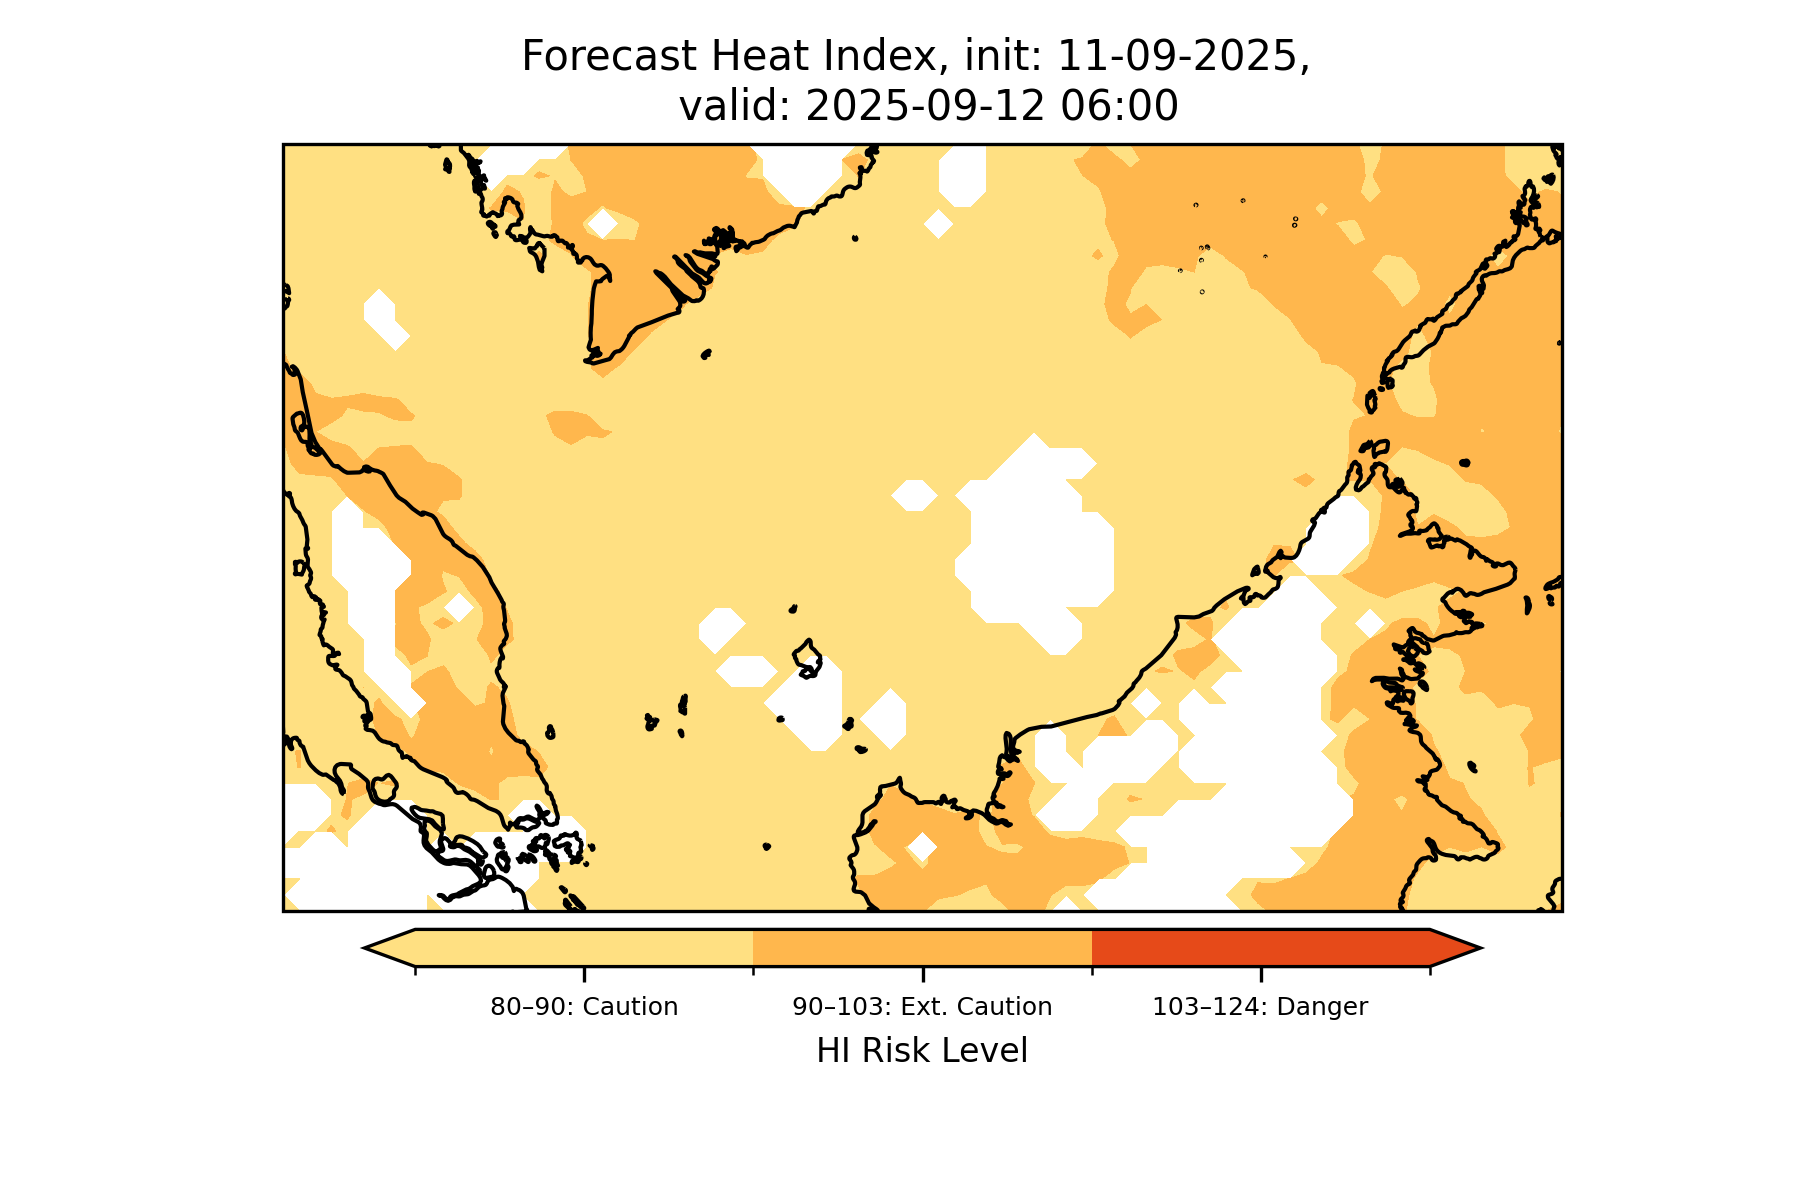 Forecast Heat Index, init: 11-09-2025,
valid: 2025-09-12 06:00
80–90: Caution
90–103: Ext. Caution
103–124: Danger
HI Risk Level